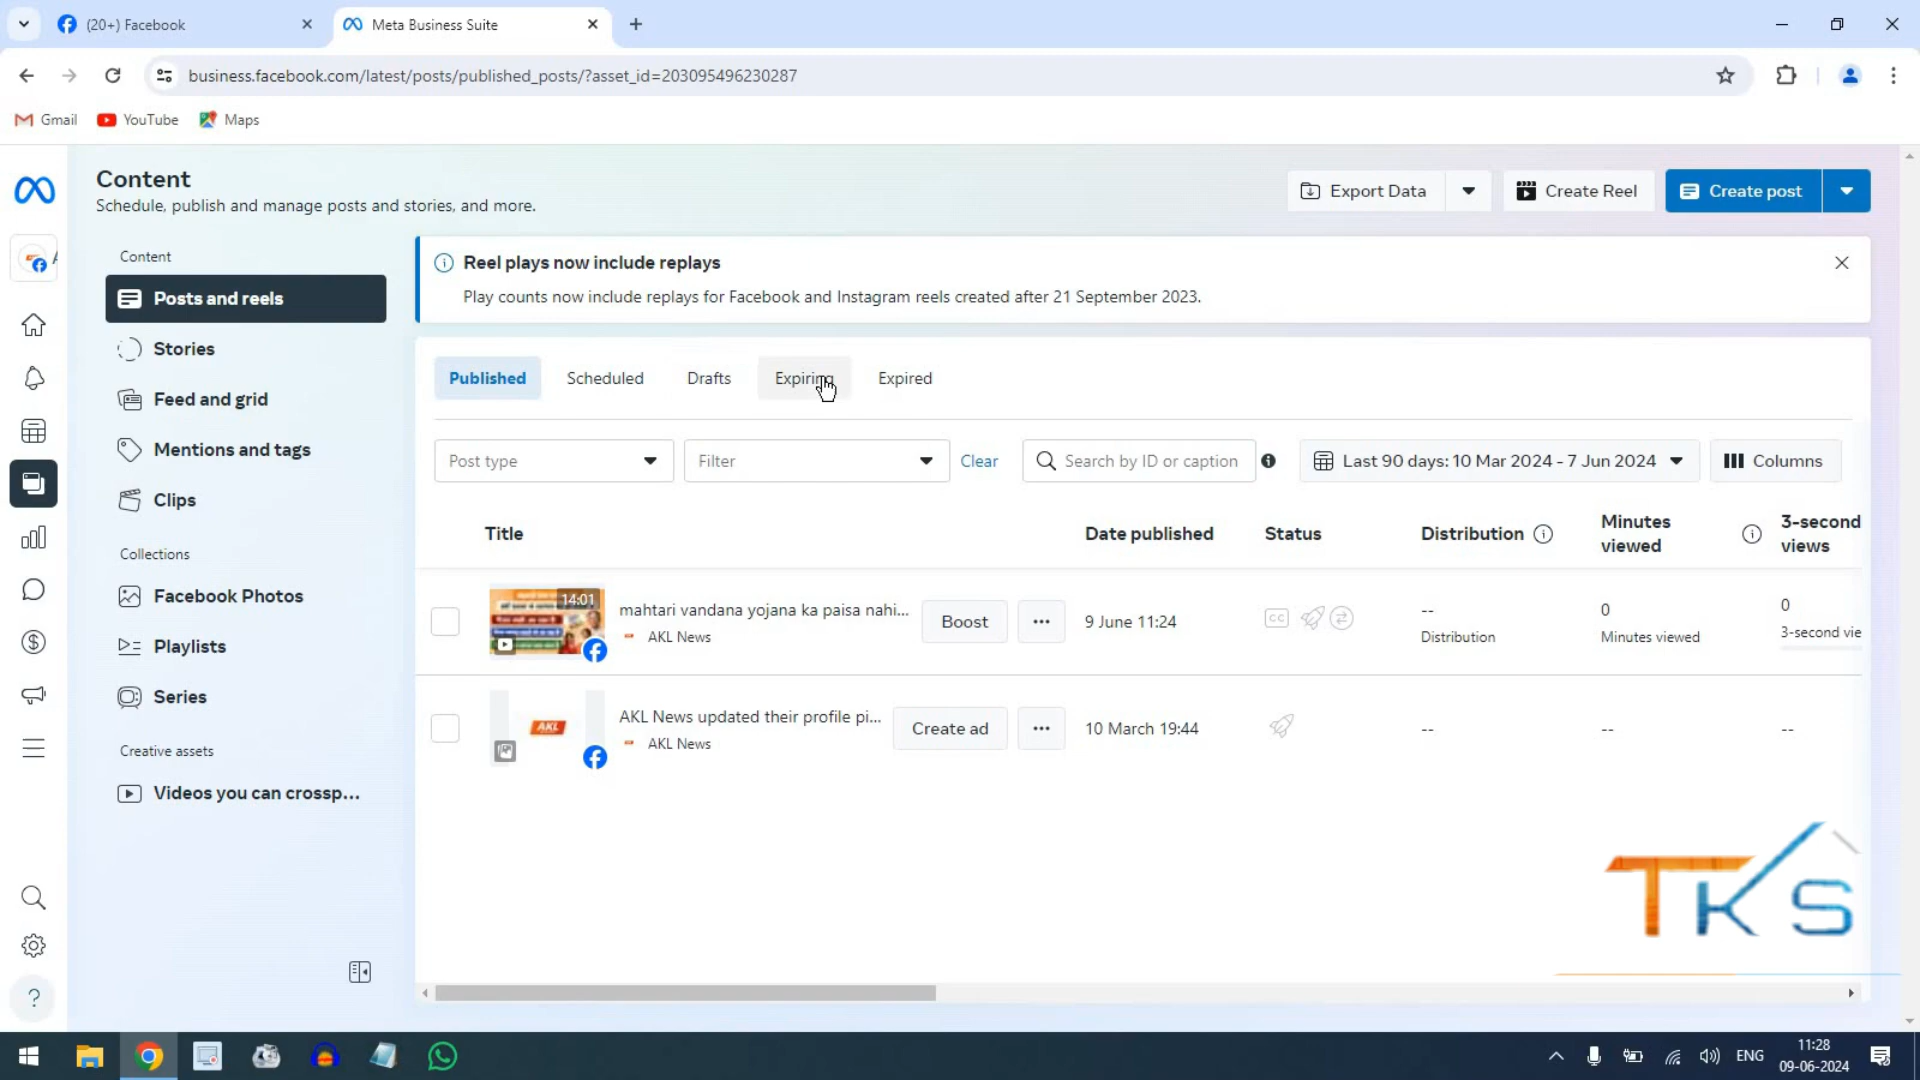 (20+) Facebook
Meta Business Suite
business.facebook.com/latest/posts/published_posts/?asset_id=203095496230287
Gmail
YouTube
Maps
Content
Schedule, publish and manage posts and stories, and more.
Export Data
Create Reel
Create post
Content
Posts and reels
Stories
Feed and grid
Mentions and tags
Clips
Collections
Facebook Photos
Playlists
Series
Creative assets
Videos you can crossp...
Reel plays now include replays
Play counts now include replays for Facebook and Instagram reels created after 21 September 2023.
Published
Scheduled
Drafts
Expiring
Expired
Post type
Filter
Clear
Search by ID or caption
Last 90 days: 10 Mar 2024 - 7 Jun 2024
Columns
Title
Date published
Status
Distribution
Minutes viewed
3-second views
14:01
mahtari vandana yojana ka paisa nahi...
AKL News
Boost
9 June 11:24
CC
--
Distribution
0
Minutes viewed
0
3-second vie
AKL
AKL News updated their profile pi...
AKL News
Create ad
10 March 19:44
--
--
--
TKS
ENG
11:28
09-06-2024